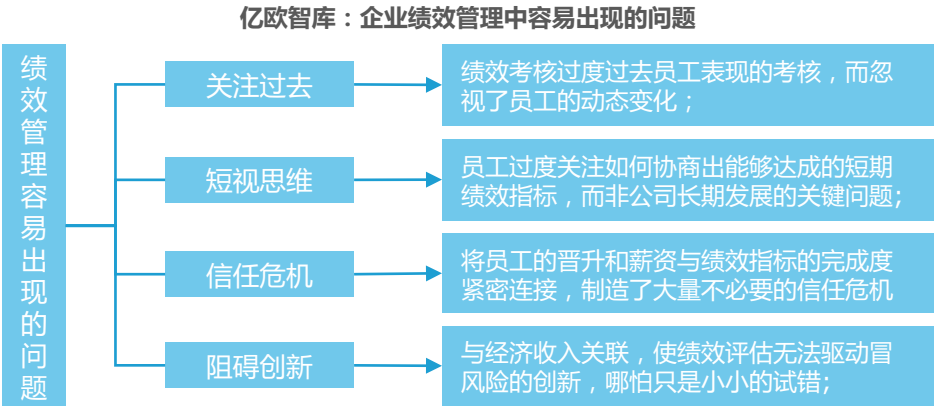 亿欧智库：企业绩效管理中容易出现的问题
绩效管理容易出现的问题
关注过去
绩效考核过度过去员工表现的考核，而忽
视了员工的动态变化；
短视思维
员工过度关注如何协商出能够达成的短期
绩效指标，而非公司长期发展的关键问题;
信任危机
将员工的晋升和薪资与绩效指标的完成度
紧密连接，制造了大量不必要的信任危机
阻碍创新
与经济收入关联，使绩效评估无法驱动冒
风险的创新，哪怕只是小小的试错;